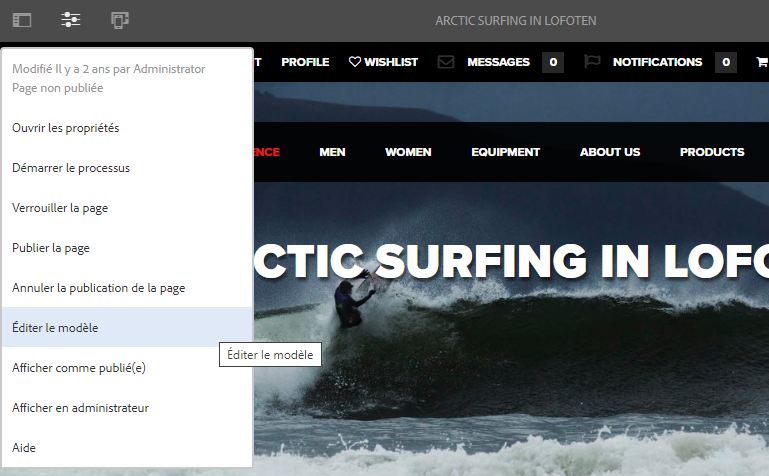 ARCTIC SURFING IN LOFOTEN
Modifié Il y a 2 ans par Administrator
Page non publiée
PROFILE WISHLIST MESSAGES 0 NOTIFICATIONS 0
Ouvrir les propriétés
Démarrer le processus
MEN WOMEN EQUIPMENT ABOUT US PRODUCTS
Verrouiller la page
Publier la page
CTIC SURFING IN LOFO
Annuler la publication de la page
Éditer le modèle
Éditer le modèle
Afficher comme publié(e)
Afficher en administrateur
Aide